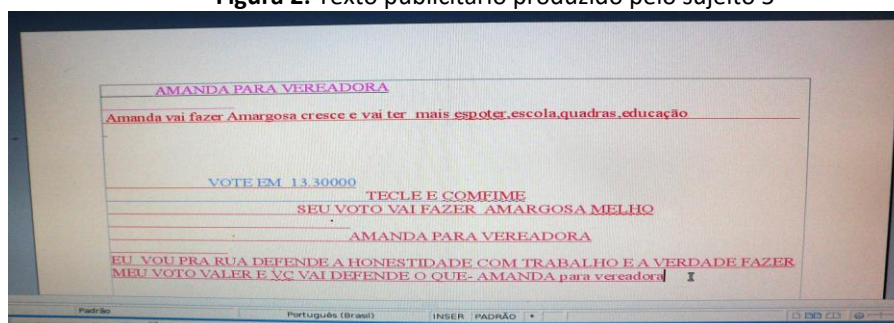 Figura 2. Texto publicitário produzido pelo sujeito 3
AMANDA PARA VEREADORA
Amanda vai fazer Amargosa cresce e vai ter mais espoter,escola,quadras,educação
VOTE EM 13.30000
TECLE E COMFIME
SEU VOTO VAI FAZER AMARGOSA MELHO
AMANDA PARA VEREADORA
EU VOU PRA RUA DEFENDE A HONESTIDADE COM TRABALHO E A VERDADE FAZER
MEU VOTO VALER E VC VAI DEFENDE O QUE- AMANDA para vereadora
Padrão Português (Brasil) INSER PADRÃO